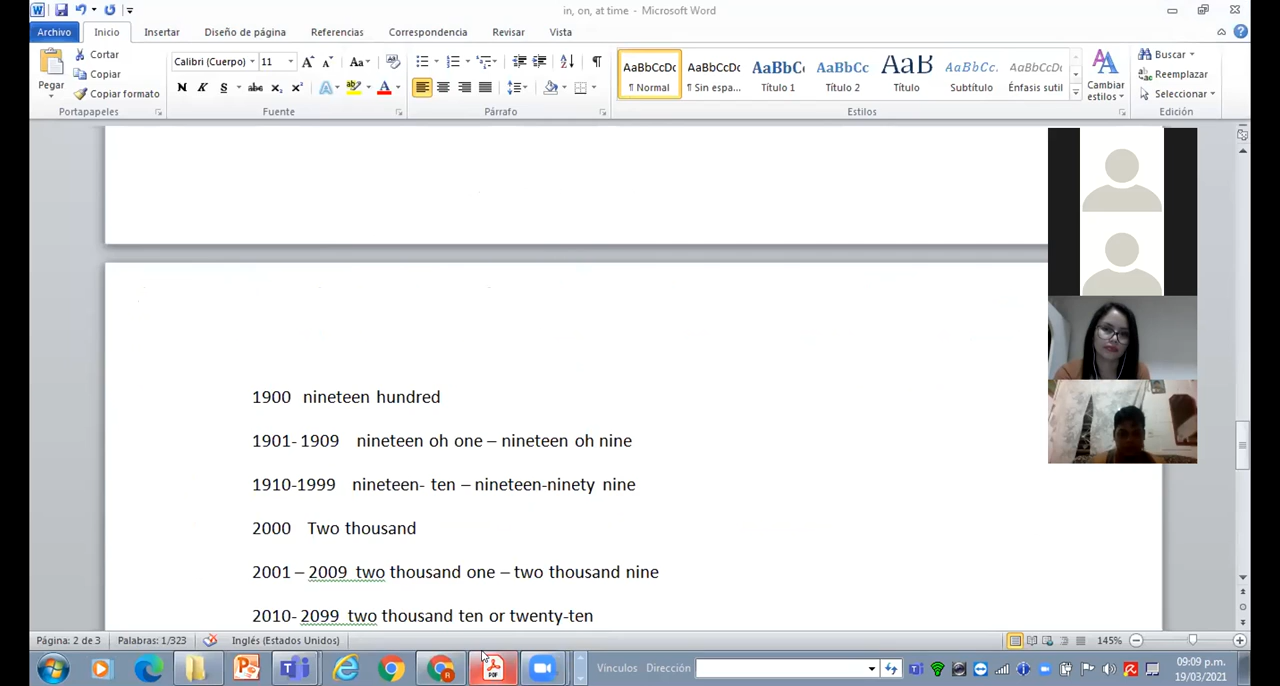 in, on, at time - Microsoft Word
Archivo Inicio Insertar Diseño de página Referencias Correspondencia Revisar Vista
Pegar Cortar Copiar Copiar formato
Portapapeles
Calibri (Cuerpo) 11
N K S abc x₂ x² A ab A
Fuente
Párrafo
AaBbCcDc AaBbCcDc AaBbC AaBbCc AaB AaBbCc. AaBbCcDc
¶ Normal ¶ Sin espa... Título 1 Título 2 Título Subtítulo Énfasis sutil
Cambiar estilos
Estilos
Buscar
Reemplazar
Seleccionar
Edición
1900 nineteen hundred
1901- 1909 nineteen oh one – nineteen oh nine
1910-1999 nineteen- ten – nineteen-ninety nine
2000 Two thousand
2001 – 2009 two thousand one – two thousand nine
2010- 2099 two thousand ten or twenty-ten
Página: 2 de 3 Palabras: 1/323 Inglés (Estados Unidos) 145%
Vínculos Dirección
09:09 p.m.
19/03/2021